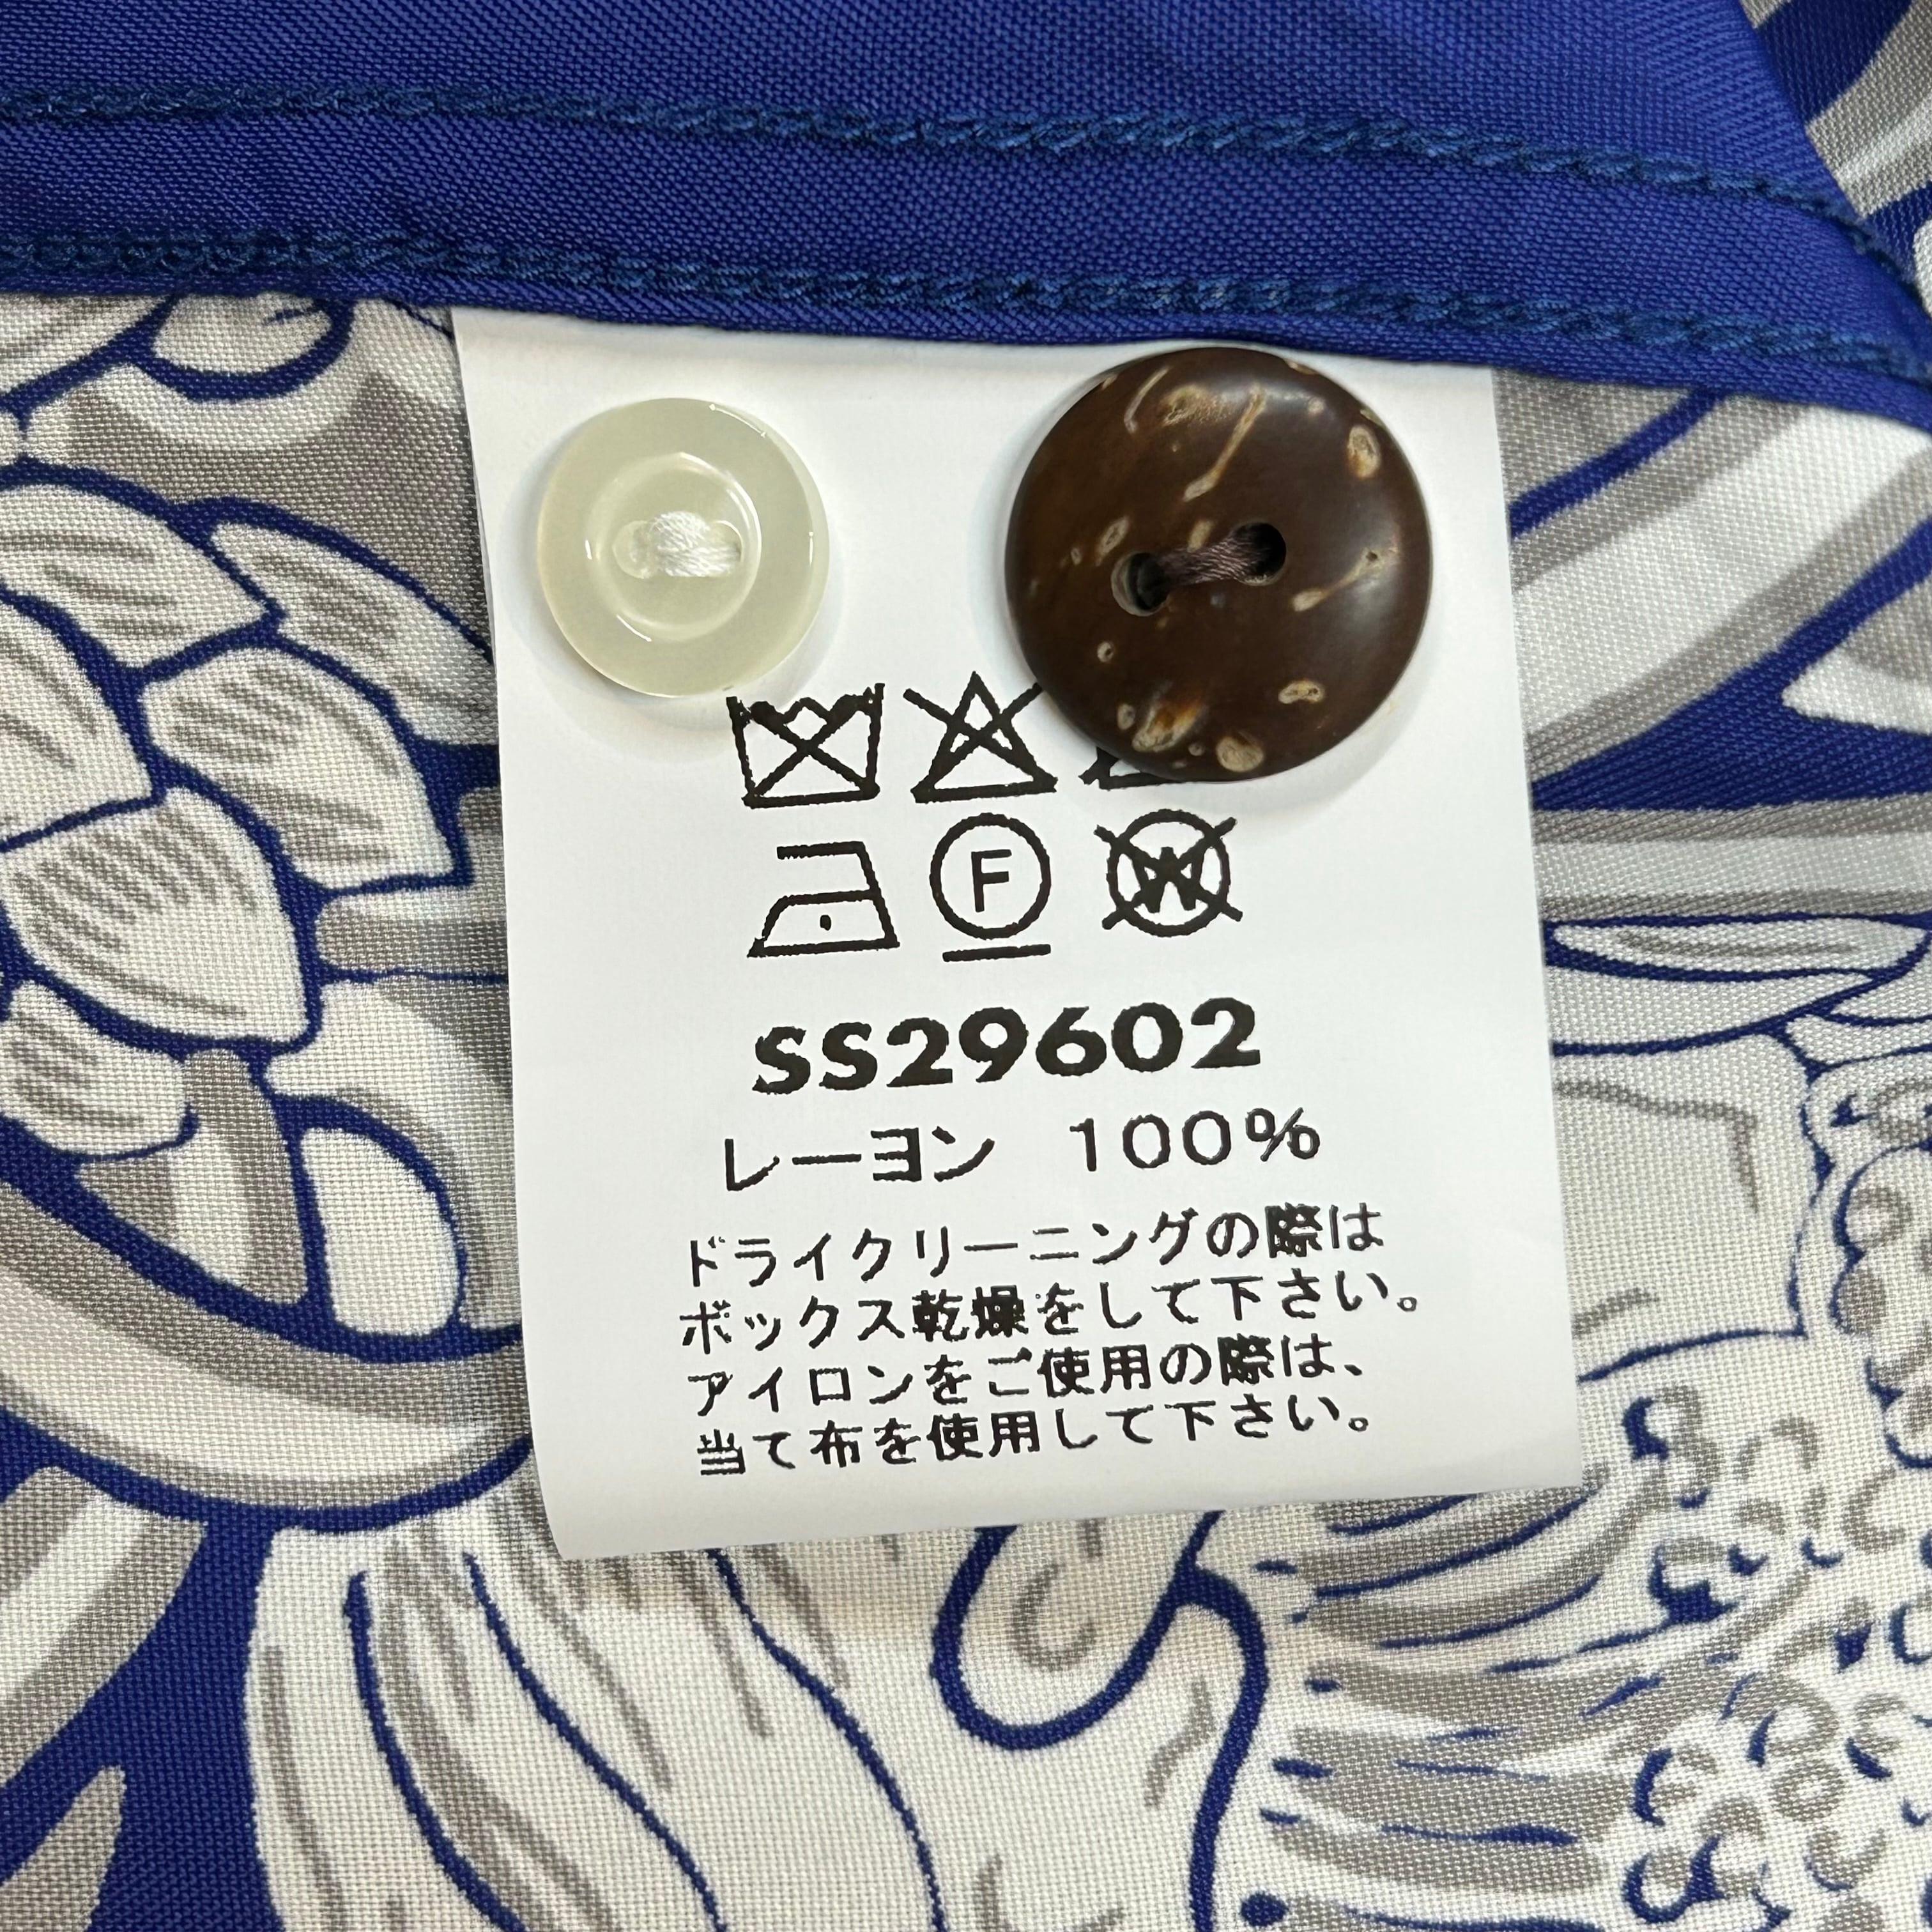 F
W
SS29602
レーヨン 100%
ドライクリーニングの際は
ボックス乾燥をして下さい。
アイロンをご使用の際は、
当て布を使用して下さい。